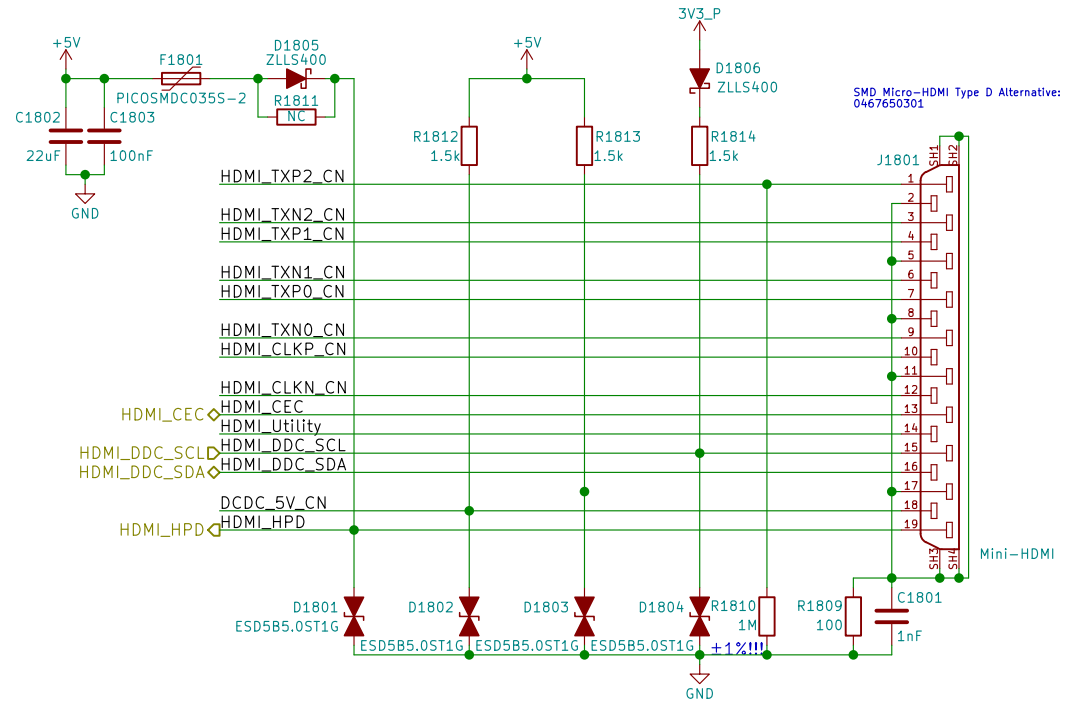 3V3_P
+5V
D1805
ZLLS400
+5V
F1801
D1806
ZLLS400
PICOSMDC035S-2
R1811
NC
SMD Micro-HDMI Type D Alternative:
0467650301
C1802
C1803
22uF
100nF
R1812
1.5k
R1813
1.5k
R1814
1.5k
SH1
SH2
J1801
GND
HDMI_TXP2_CN
1
2
HDMI_TXN2_CN
3
HDMI_TXP1_CN
4
5
HDMI_TXN1_CN
6
HDMI_TXP0_CN
7
8
HDMI_TXN0_CN
9
HDMI_CLKP_CN
10
11
HDMI_CLKN_CN
12
HDMI_CEC
HDMI_CEC
13
HDMI_Utility
14
HDMI_DDC_SCL
HDMI_DDC_SCL
15
HDMI_DDC_SDA
HDMI_DDC_SDA
16
17
DCDC_5V_CN
18
HDMI_HPD
HDMI_HPD
19
SH3
SH4
Mini-HDMI
D1801
ESD5B5.0ST1G
D1802
ESD5B5.0ST1G
D1803
ESD5B5.0ST1G
D1804
ESD5B5.0ST1G
R1810
1M
±1%!!!
R1809
100
C1801
1nF
GND